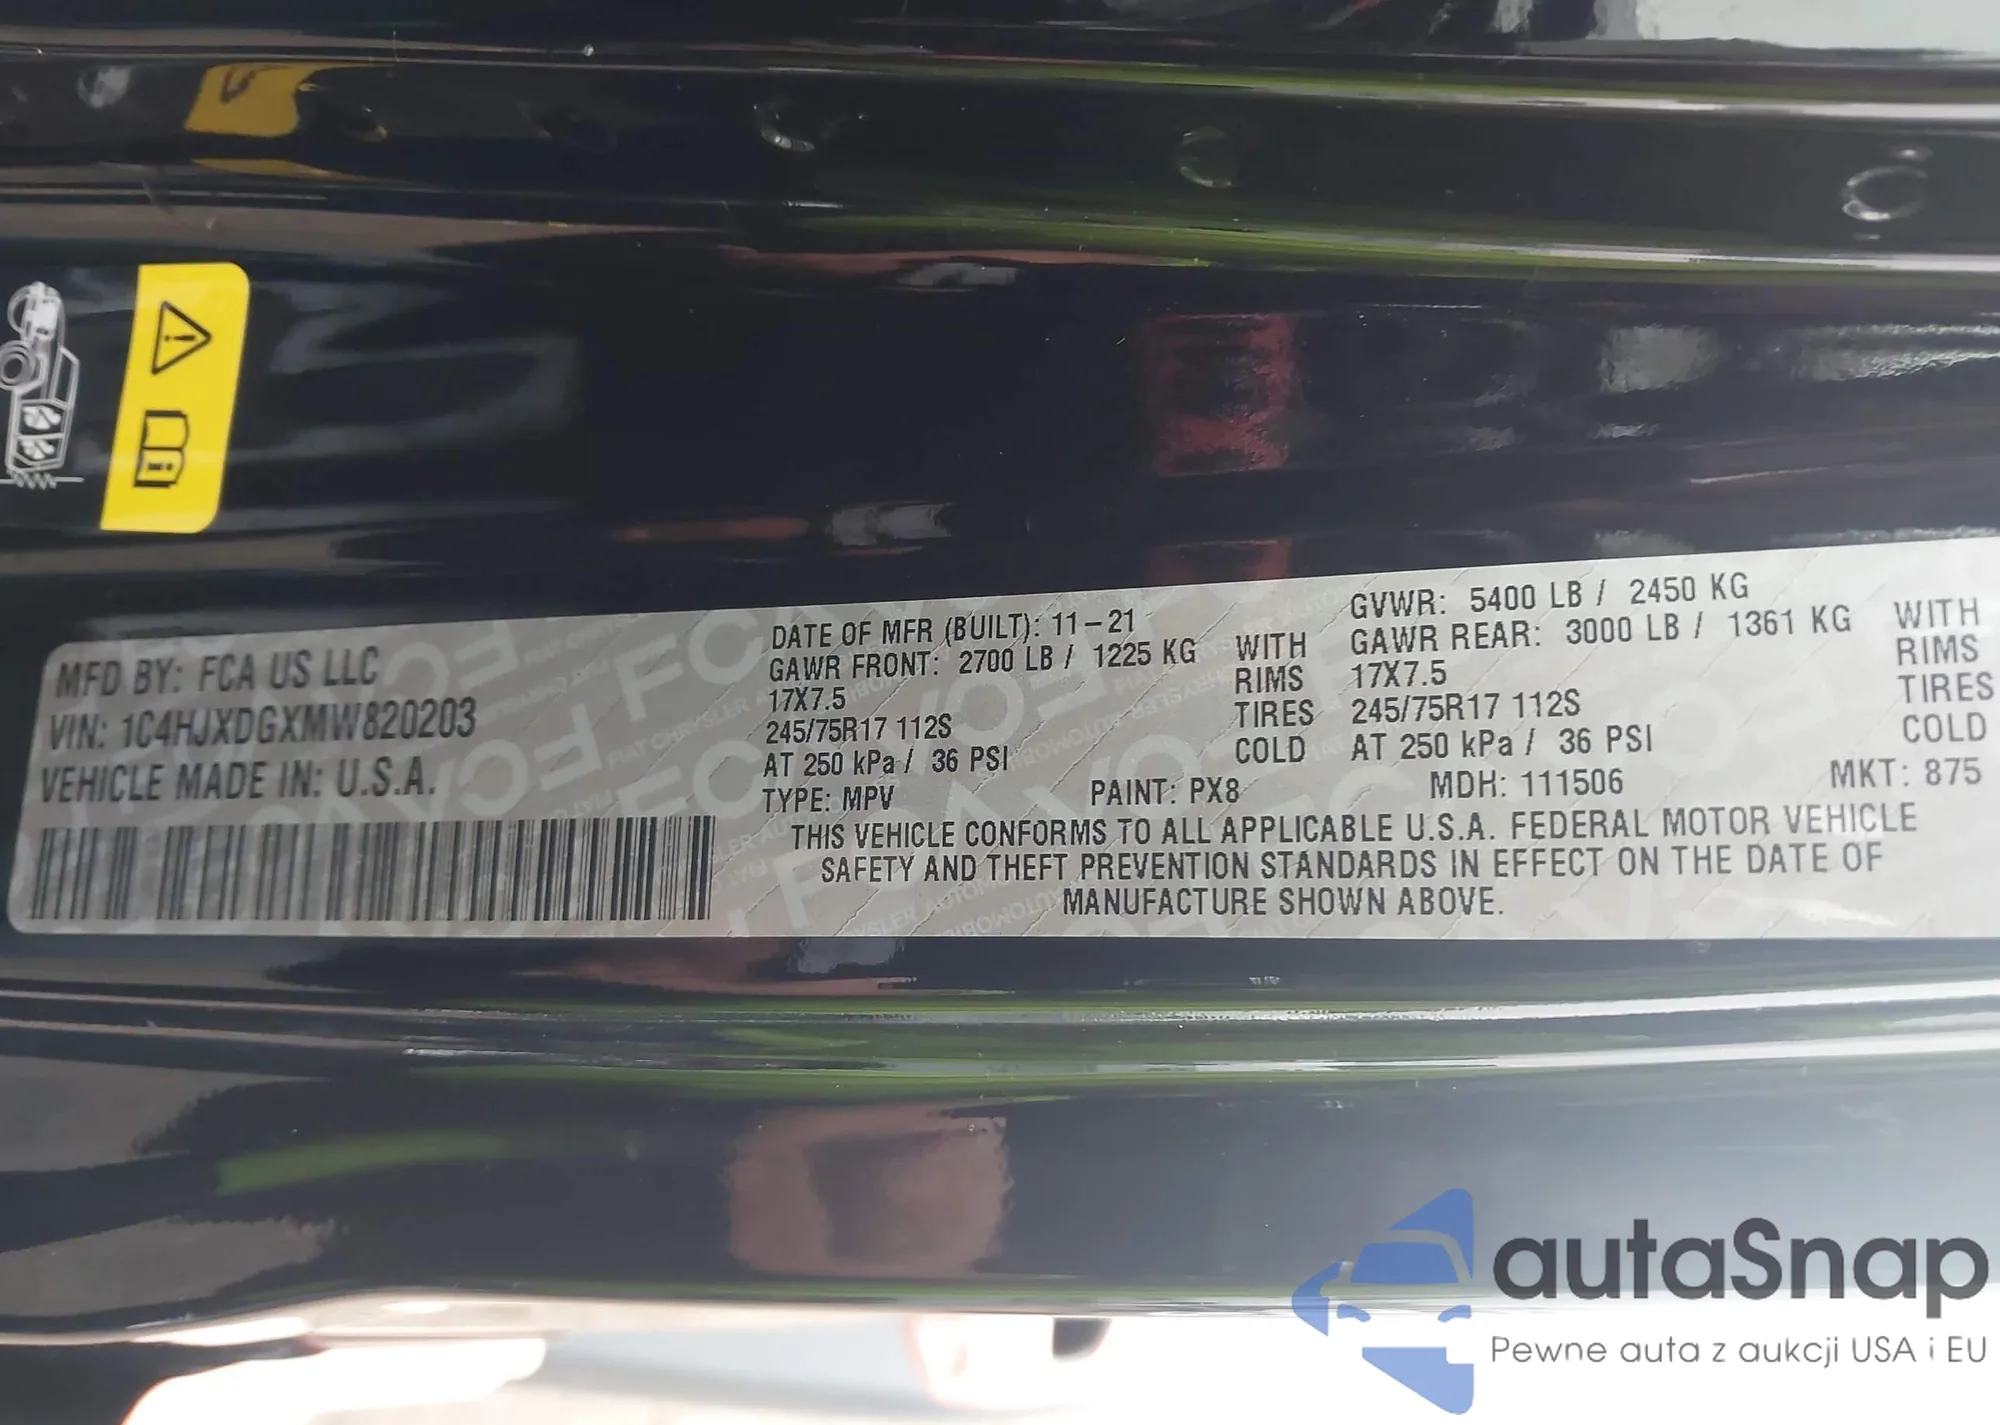 MFD BY: FCA US LLC
VIN: 1C4HJXDGXMW820203
VEHICLE MADE IN: U.S.A.
DATE OF MFR (BUILT): 11-21
GVWR: 5400 LB / 2450 KG
GAWR FRONT: 2700 LB / 1225 KG WITH
GAWR REAR: 3000 LB / 1361 KG WITH
17X7.5 RIMS 17X7.5 RIMS
245/75R17 112S TIRES 245/75R17 112S TIRES
AT 250 kPa / 36 PSI COLD AT 250 kPa / 36 PSI COLD
TYPE: MPV PAINT: PX8 MDH: 111506 MKT: 875
THIS VEHICLE CONFORMS TO ALL APPLICABLE U.S.A. FEDERAL MOTOR VEHICLE
SAFETY AND THEFT PREVENTION STANDARDS IN EFFECT ON THE DATE OF
MANUFACTURE SHOWN ABOVE.
autaSnap
Pewne auta z aukcji USA i EU